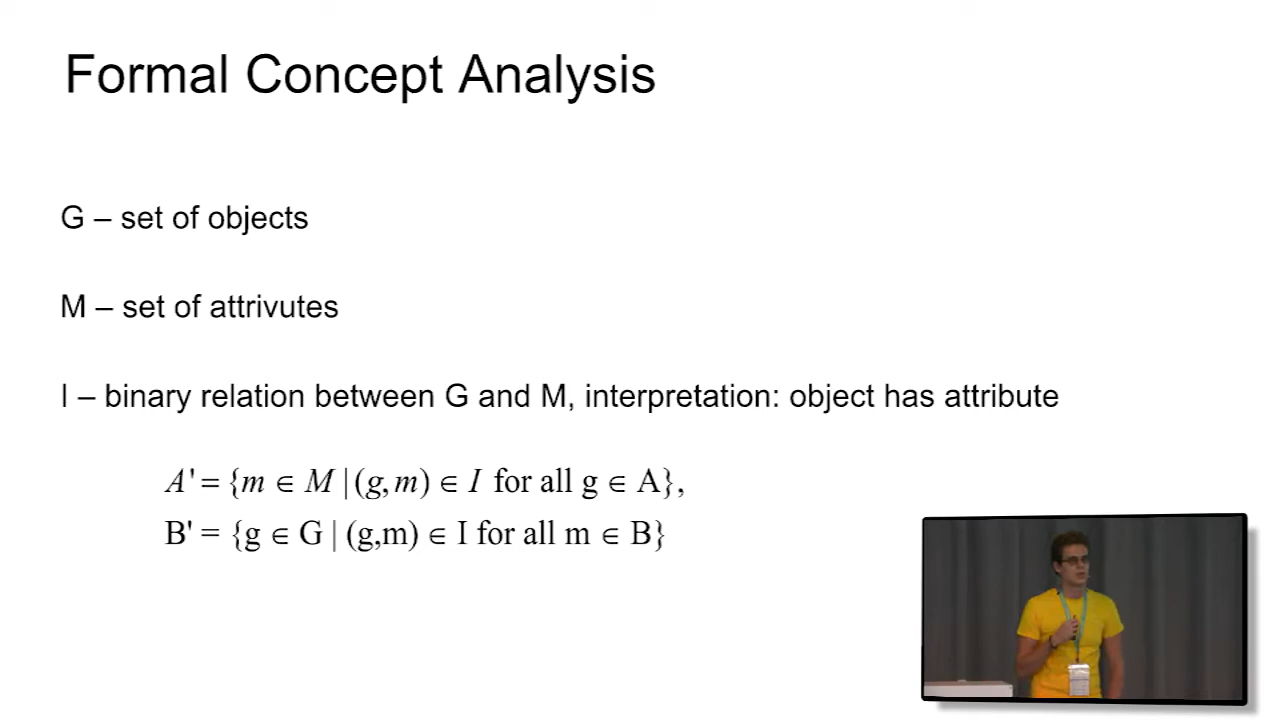 Formal Concept Analysis
G – set of objects
M – set of attrivutes
I – binary relation between G and M, interpretation: object has attribute
A' = {m ∈ M | (g, m) ∈ I for all g ∈ A},
B' = {g ∈ G | (g,m) ∈ I for all m ∈ B}